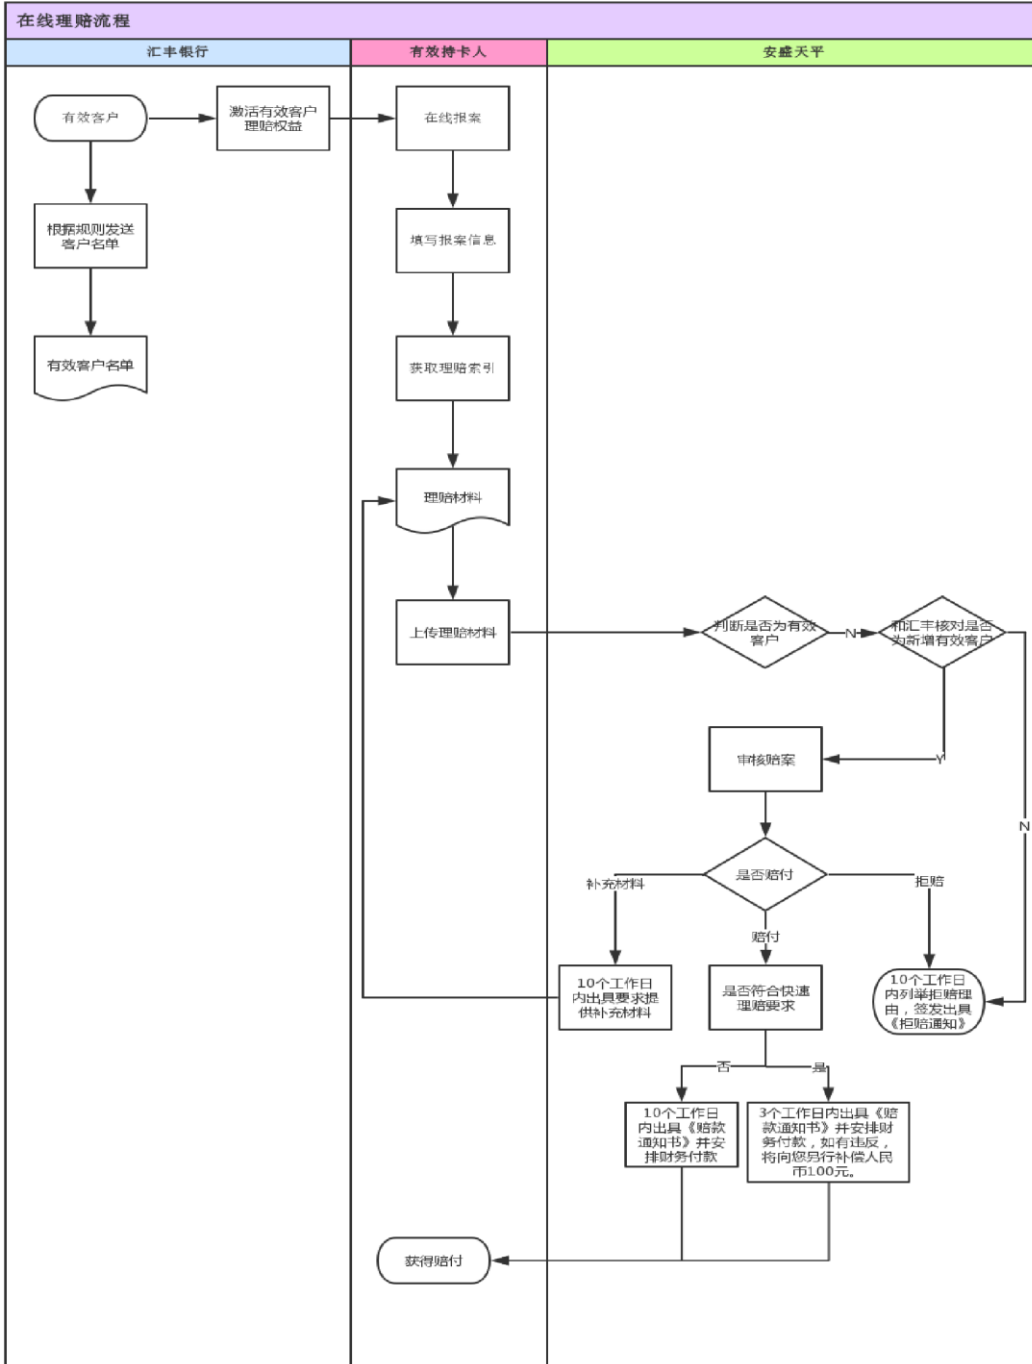 在线理赔流程
汇丰银行
有效持卡人
安盛天平
有效客户
激活有效客户
理赔权益
在线报案
根据规则发送
客户名单
填写报案信息
有效客户名单
获取理赔索引
理赔材料
上传理赔材料
判断是否为有效
客户
N
和汇丰核对是否
为新增有效客户
审核赔案
Y
N
是否赔付
补充材料
拒赔
赔付
10个工作日
内出具要求提
供补充材料
是否符合快速
理赔要求
10个工作日
内列举拒赔理
由，签发出具
《拒赔通知》
否
是
10个工作日
内出具《赔款
通知书》并安
排财务付款
3个工作日内出具《赔
款通知书》并安排财
务付款，如有违反，
将向您另行补偿人民
币100元。
获得赔付